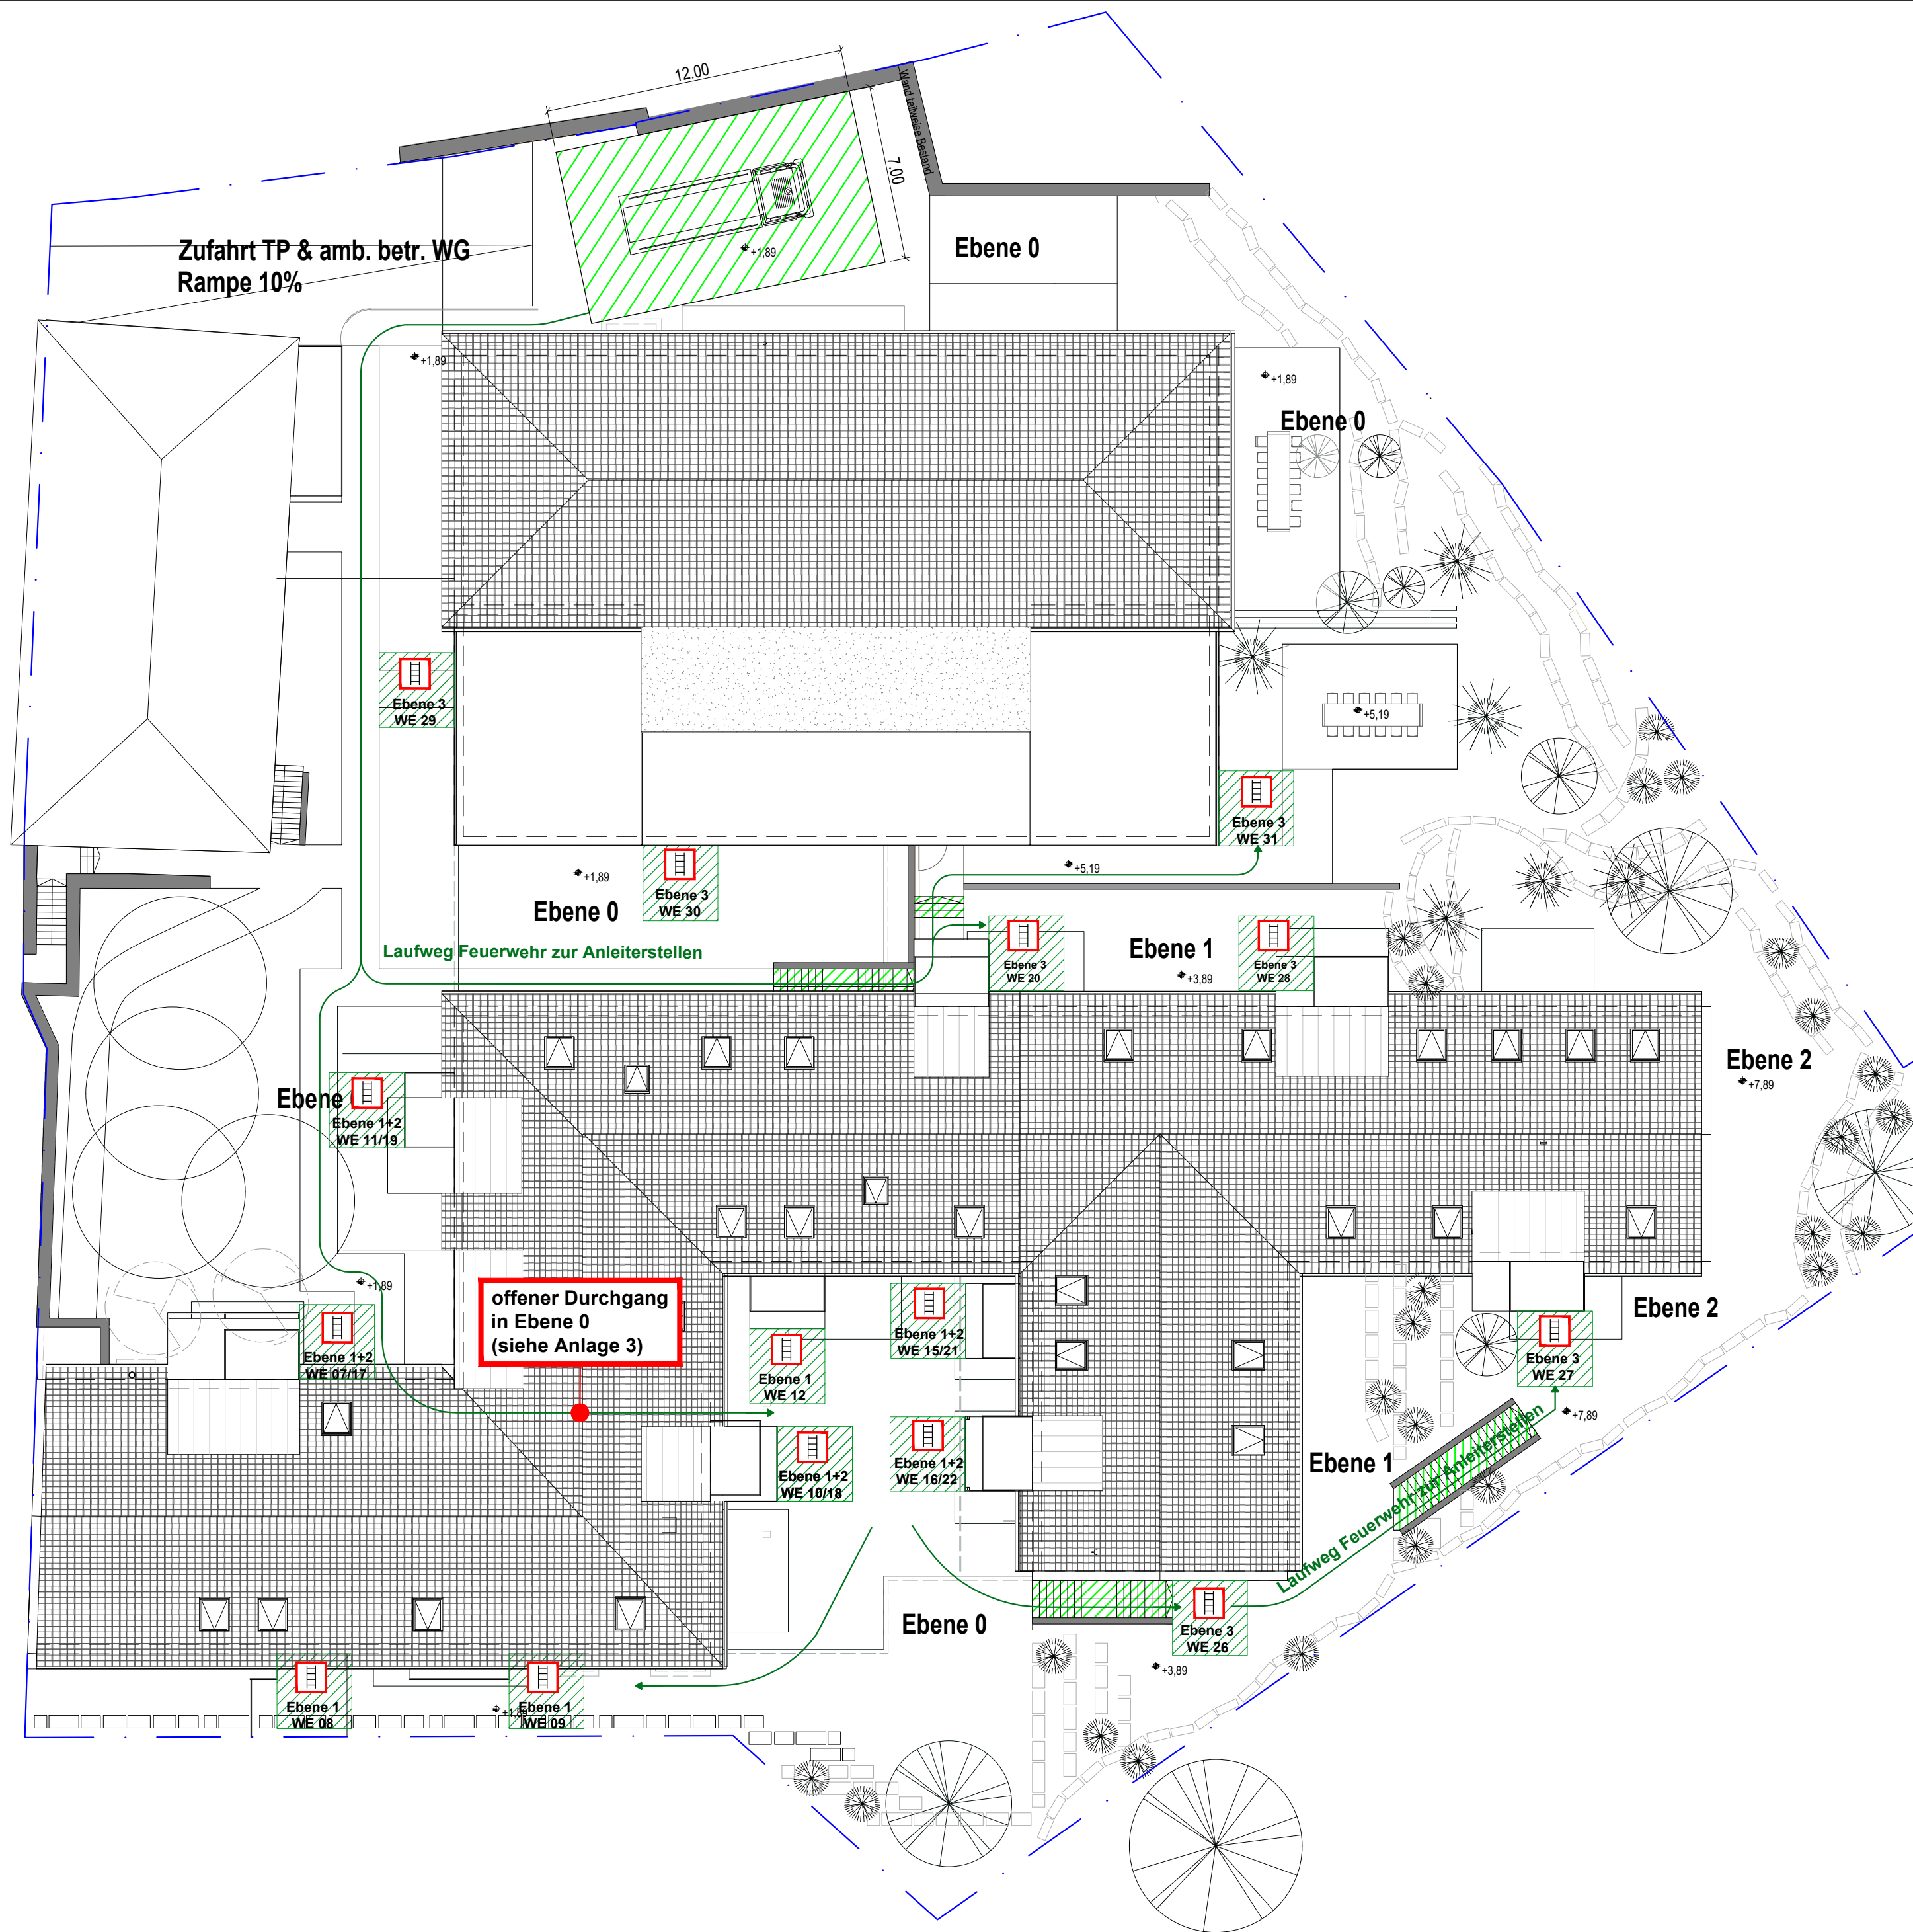 12.00
Wand teilweise Bestand
7.00
Zufahrt TP & amb. betr. WG
Rampe 10%
+1,89
Ebene 0
+1,89
+1,89
Ebene 0
Ebene 3
WE 29
+5,19
Ebene 3
WE 31
+1,89
Ebene 3
WE 30
+5,19
Ebene 0
Laufweg Feuerwehr zur Anleiterstellen
Ebene 3
WE 20
Ebene 1
+3,89
Ebene 3
WE 28
Ebene 2
+7,89
Ebene
Ebene 1+2
WE 11/19
+1,89
offener Durchgang
in Ebene 0
(siehe Anlage 3)
Ebene 1+2
WE 07/17
Ebene 1
WE 12
Ebene 1+2
WE 15/21
Ebene 2
Ebene 3
WE 27
+7,89
Ebene 1+2
WE 10/18
Ebene 1+2
WE 16/22
Ebene 1
Laufweg Feuerwehr zur Anleiterstellen
Ebene 0
Ebene 3
WE 26
+3,89
Ebene 1
WE 08
+1,89
Ebene 1
WE 09